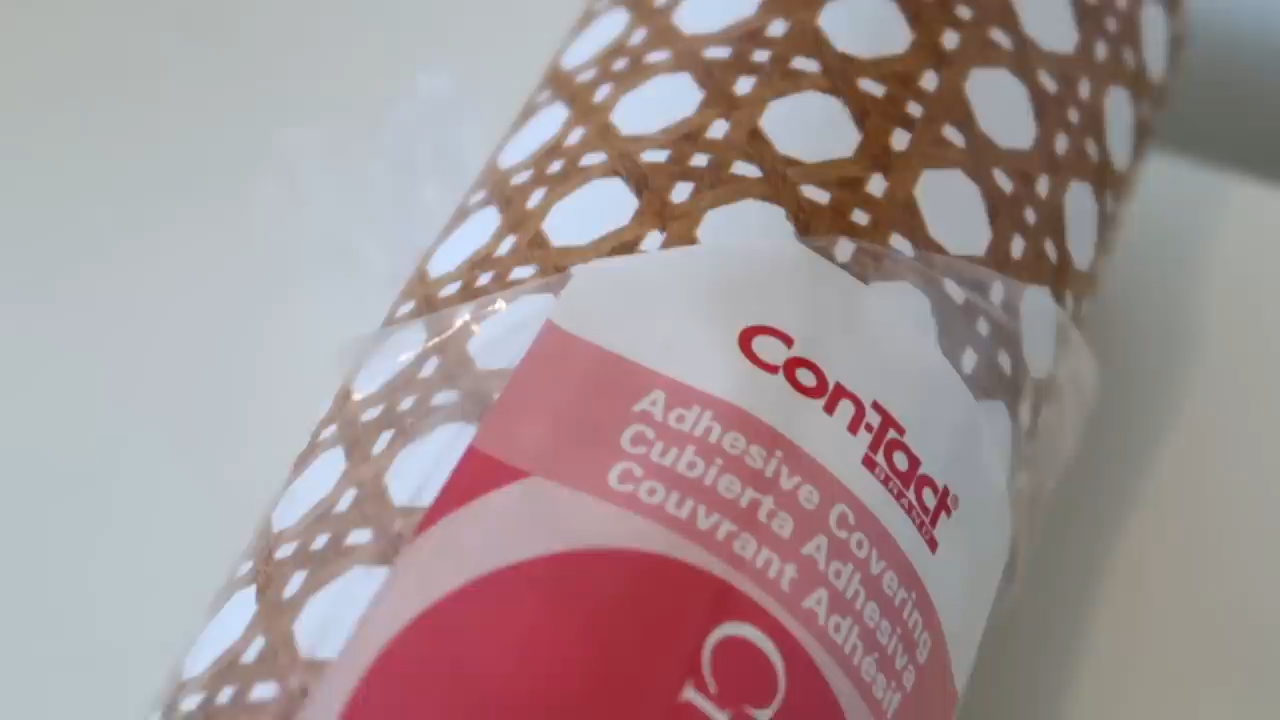 Con-Tact®
BRAND
Adhesive Covering
Cubierta Adhesiva
Couvrant Adhésif